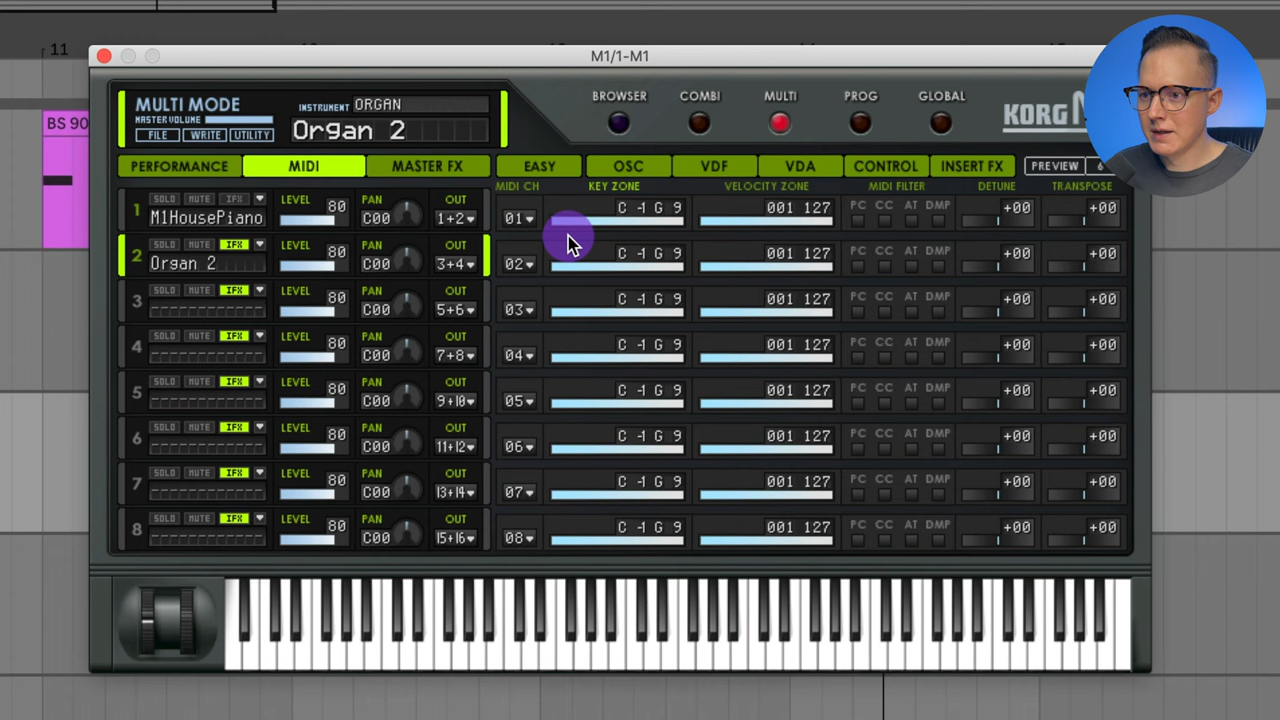 11
M1/1-M1
BS 90
MULTI MODE
MASTER VOLUME
FILE WRITE UTILITY
INSTRUMENT ORGAN
Organ 2
BROWSER COMBI MULTI PROG GLOBAL
KORG
PERFORMANCE MIDI MASTER FX EASY OSC VDF VDA CONTROL INSERT FX PREVIEW 6
MIDI CH KEY ZONE VELOCITY ZONE MIDI FILTER DETUNE TRANSPOSE
1 SOLO MUTE IFX LEVEL 80 PAN OUT C -1 G 9 001 127 PC CC AT DMP +00 +00
M1HousePiano C00 1+2 01
2 SOLO MUTE IFX LEVEL 80 PAN OUT C -1 G 9 001 127 PC CC AT DMP +00 +00
Organ 2 C00 3+4 02
3 SOLO MUTE IFX LEVEL 80 PAN OUT C -1 G 9 001 127 PC CC AT DMP +00 +00
C00 5+6 03
4 SOLO MUTE IFX LEVEL 80 PAN OUT C -1 G 9 001 127 PC CC AT DMP +00 +00
C00 7+8 04
5 SOLO MUTE IFX LEVEL 80 PAN OUT C -1 G 9 001 127 PC CC AT DMP +00 +00
C00 9+10 05
6 SOLO MUTE IFX LEVEL 80 PAN OUT C -1 G 9 001 127 PC CC AT DMP +00 +00
C00 11+12 06
7 SOLO MUTE IFX LEVEL 80 PAN OUT C -1 G 9 001 127 PC CC AT DMP +00 +00
C00 13+14 07
8 SOLO MUTE IFX LEVEL 80 PAN OUT C -1 G 9 001 127 PC CC AT DMP +00 +00
C00 15+16 08